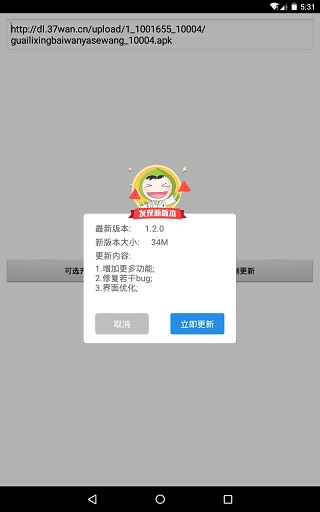 5:31
http://dl.37wan.cn/upload/1_1001655_10004/
guailixingbaiwanyasewang_10004.apk
发现新版本
最新版本: 1.2.0
新版本大小: 34M
更新内容:
1.增加更多功能;
2.修复若干bug;
3.界面优化;
可选 更新
取消 立即更新